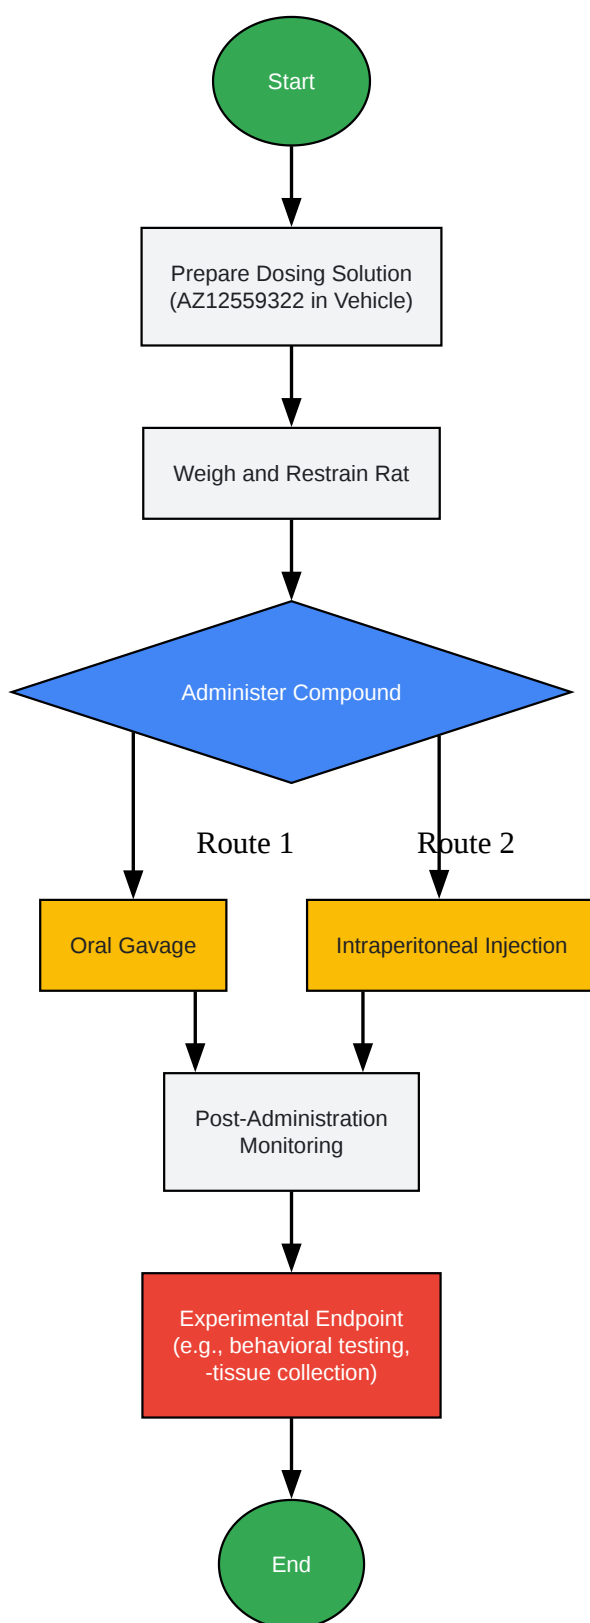 Start
Prepare Dosing Solution
(AZ12559322 in Vehicle)
Weigh and Restrain Rat
Administer Compound
Route 1
Route 2
Oral Gavage
Intraperitoneal Injection
Post-Administration
Monitoring
Experimental Endpoint
(e.g., behavioral testing,
-tissue collection)
End